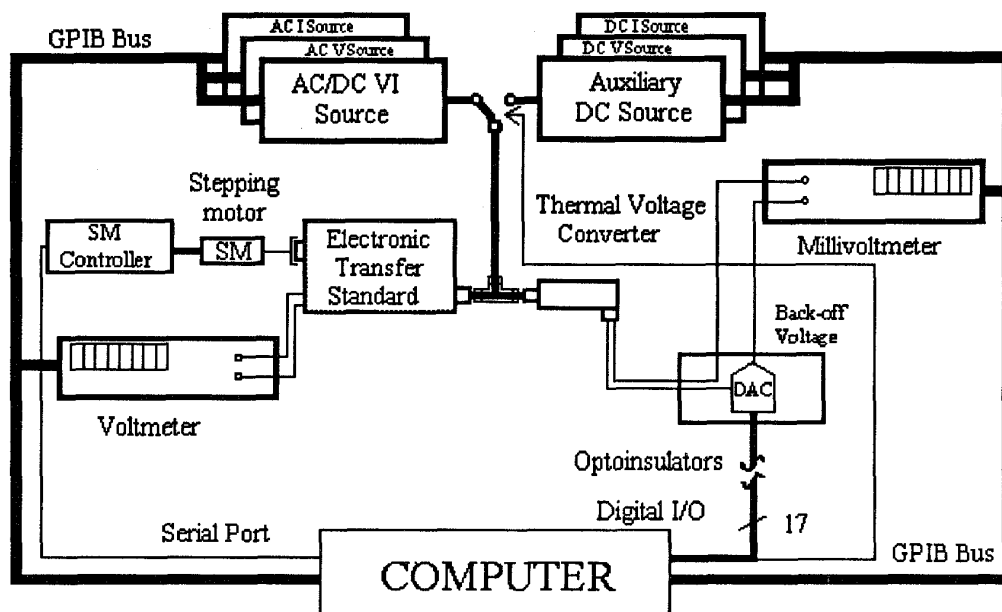 GPIB Bus
AC I Source
AC V Source
AC/DC VI
Source
DC I Source
DC V Source
Auxiliary
DC Source
Stepping
motor
SM
Controller
SM
Electronic
Transfer
Standard
Thermal Voltage
Converter
Millivoltmeter
Back-off
Voltage
DAC
Voltmeter
Optoinsulators
Digital I/O
17
Serial Port
GPIB Bus
COMPUTER